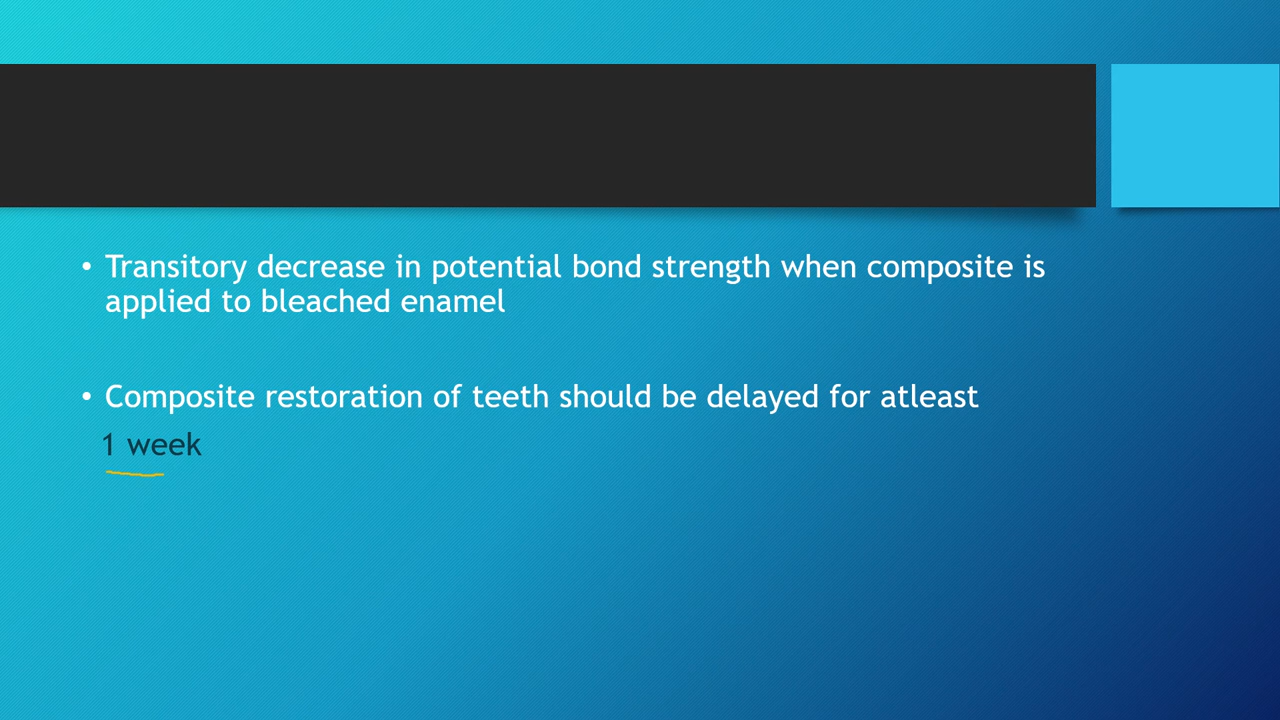 • Transitory decrease in potential bond strength when composite is
applied to bleached enamel
• Composite restoration of teeth should be delayed for atleast
1 week